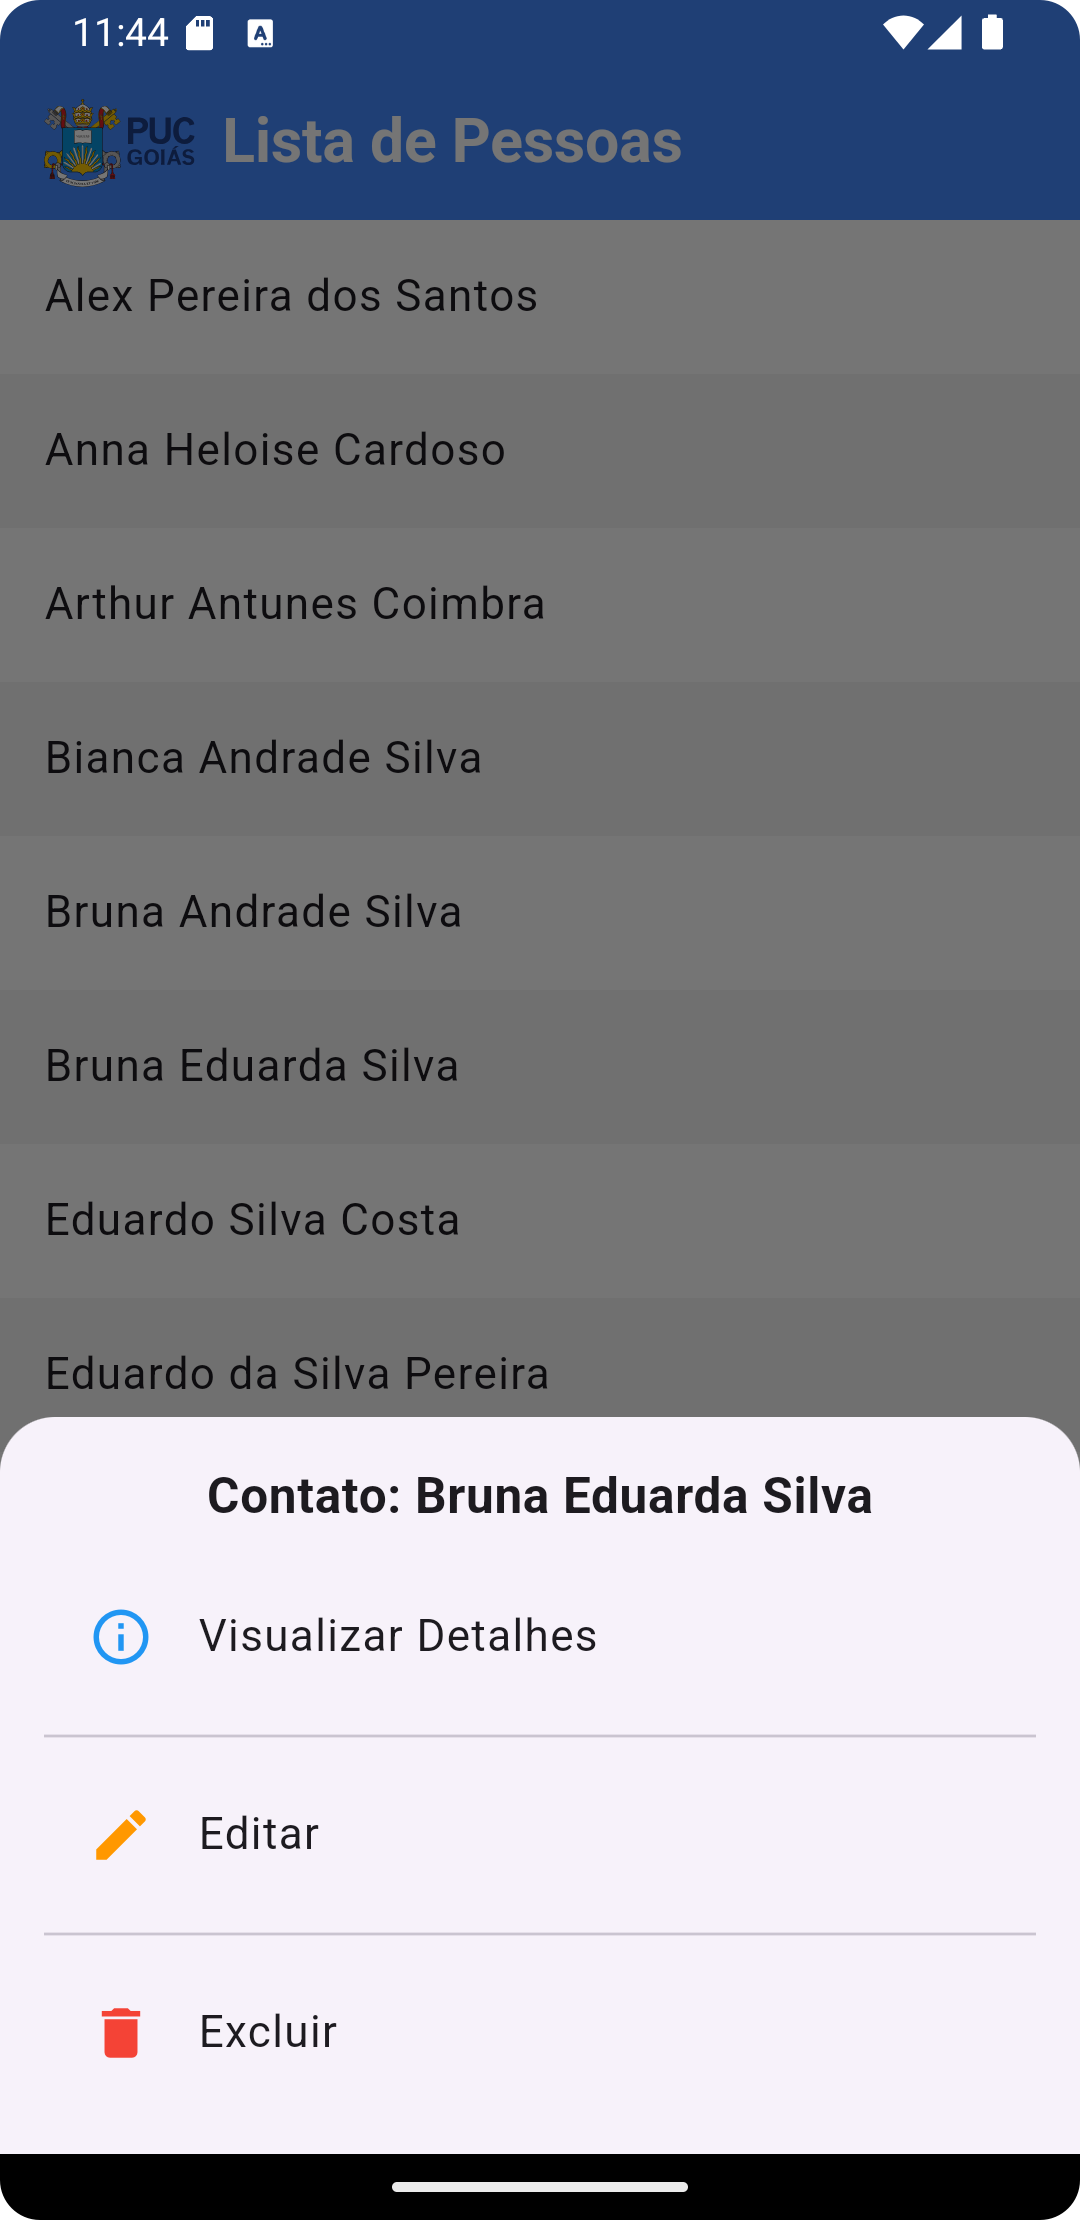 11:44
PUC
GOIÁS
Lista de Pessoas
Alex Pereira dos Santos
Anna Heloise Cardoso
Arthur Antunes Coimbra
Bianca Andrade Silva
Bruna Andrade Silva
Bruna Eduarda Silva
Eduardo Silva Costa
Eduardo da Silva Pereira
Contato: Bruna Eduarda Silva
Visualizar Detalhes
Editar
Excluir